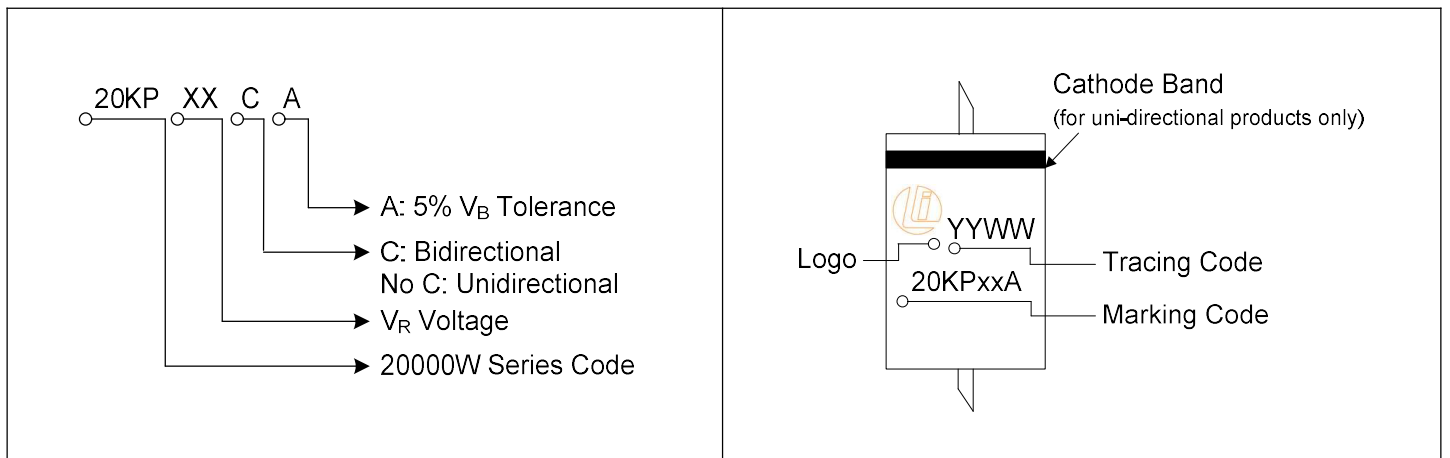 20KP XX C A
A: 5% VB Tolerance
C: Bidirectional
No C: Unidirectional
VR Voltage
20000W Series Code
Cathode Band
(for uni-directional products only)
YYWW
Logo
Tracing Code
20KPxxA
Marking Code